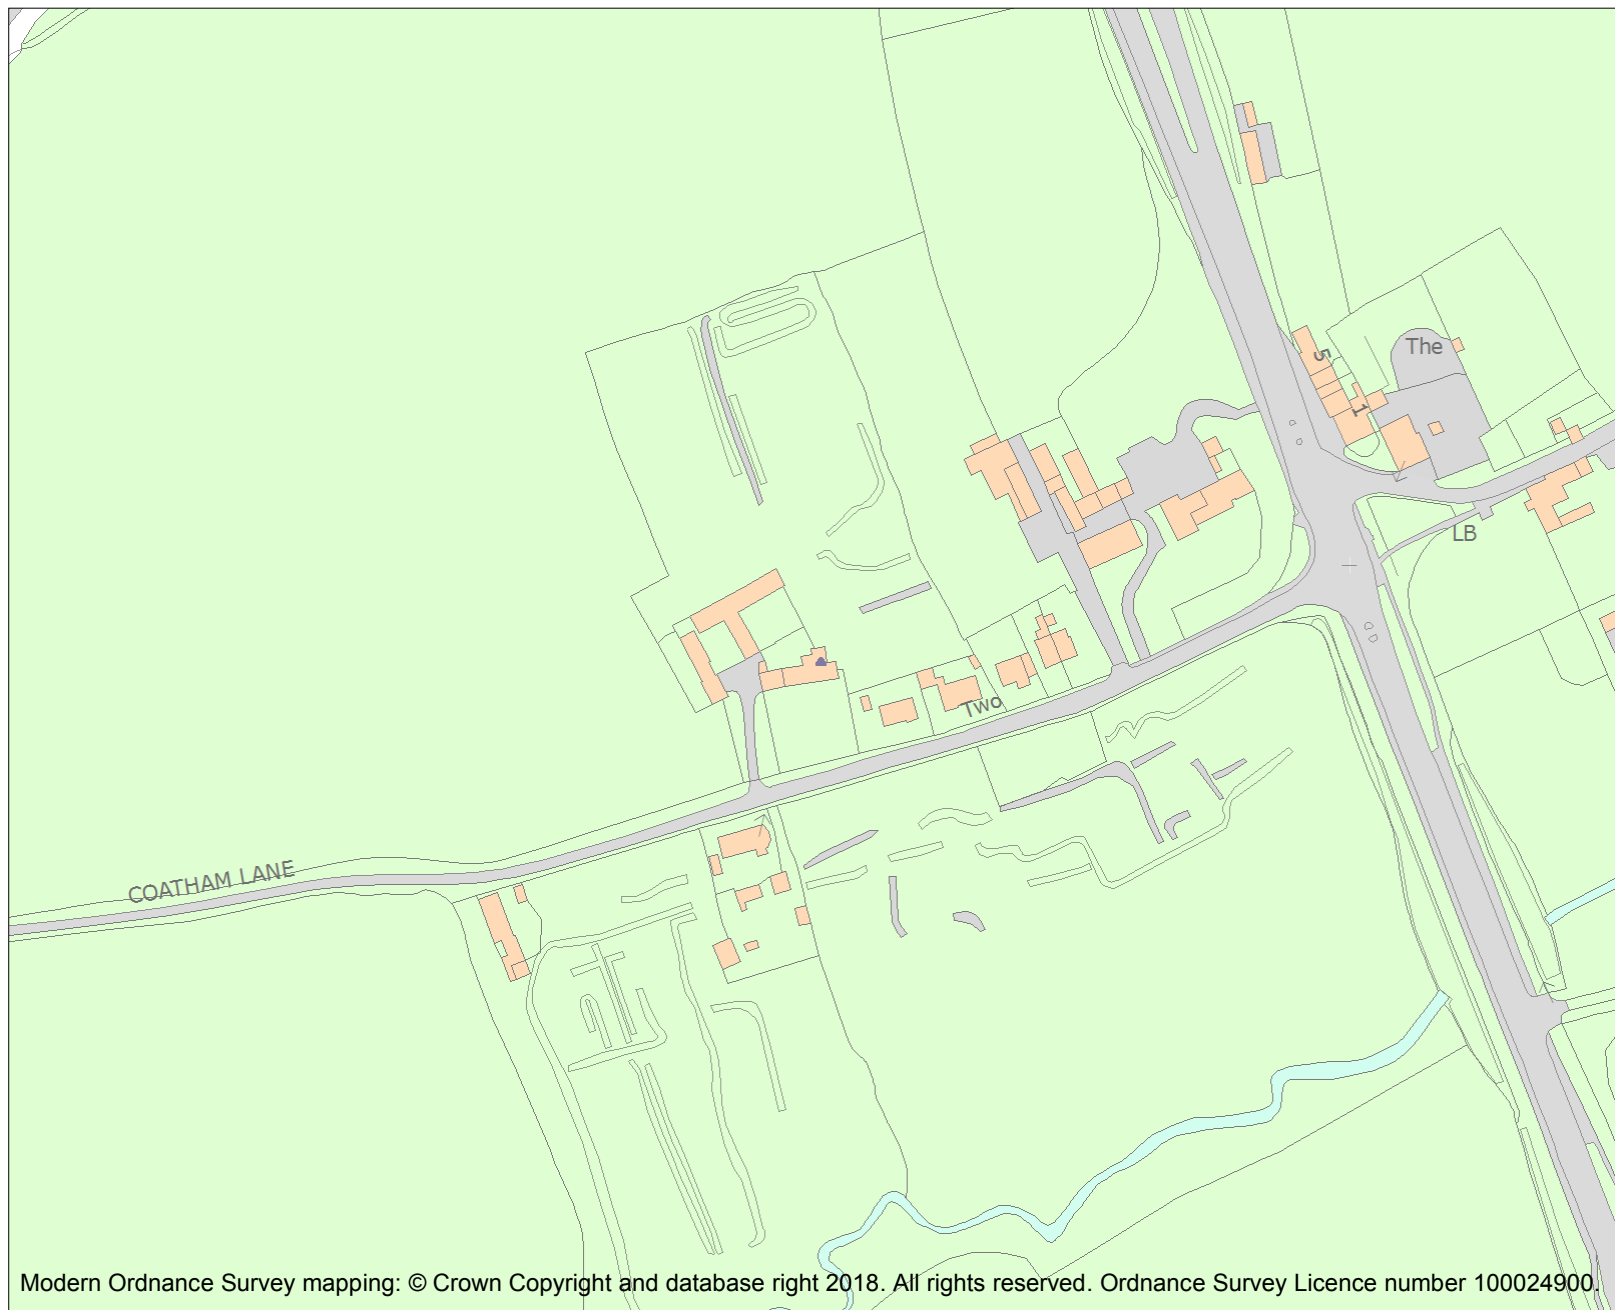 The
5
1
LB
Two
COATHAM LANE
Modern Ordnance Survey mapping: © Crown Copyright and database right 2018. All rights reserved. Ordnance Survey Licence number 100024900.